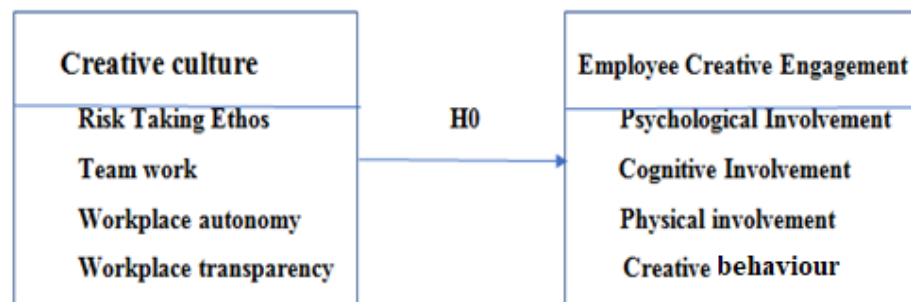 Creative culture
Risk Taking Ethos
Team work
Workplace autonomy
Workplace transparency
H0
Employee Creative Engagement
Psychological Involvement
Cognitive Involvement
Physical involvement
Creative behaviour